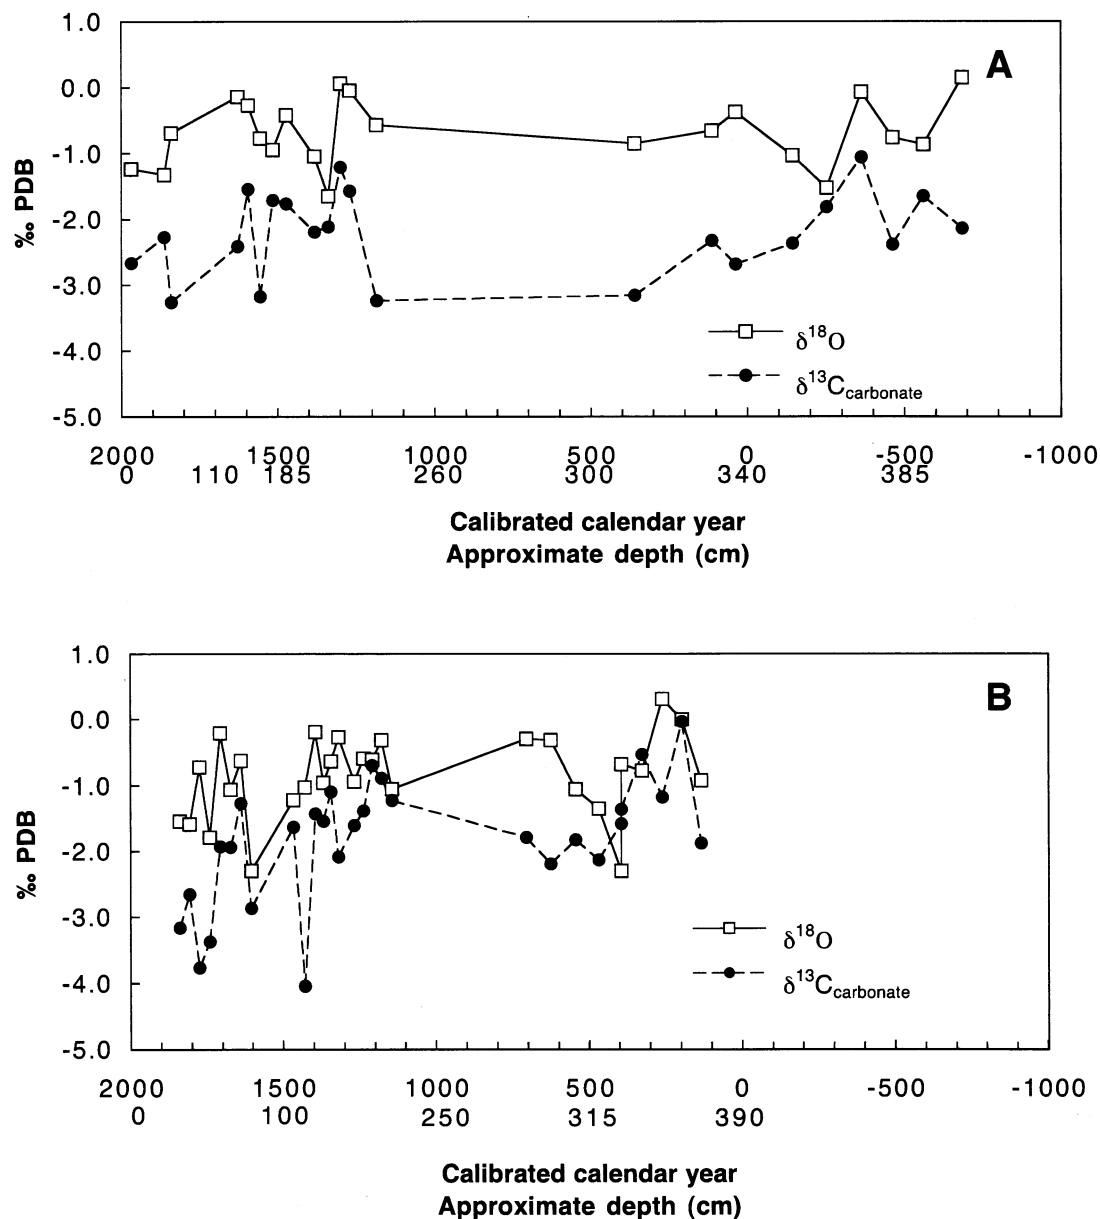 1.0
A
0.0
-1.0
‰ PDB
-2.0
-3.0
δ18O
-4.0
δ13Ccarbonate
-5.0
2000 1500 1000 500 0 -500 -1000
0 110 185 260 300 340 385
Calibrated calendar year
Approximate depth (cm)
1.0
B
0.0
-1.0
‰ PDB
-2.0
-3.0
δ18O
-4.0
δ13Ccarbonate
-5.0
2000 1500 1000 500 0 -500 -1000
0 100 250 315 390
Calibrated calendar year
Approximate depth (cm)